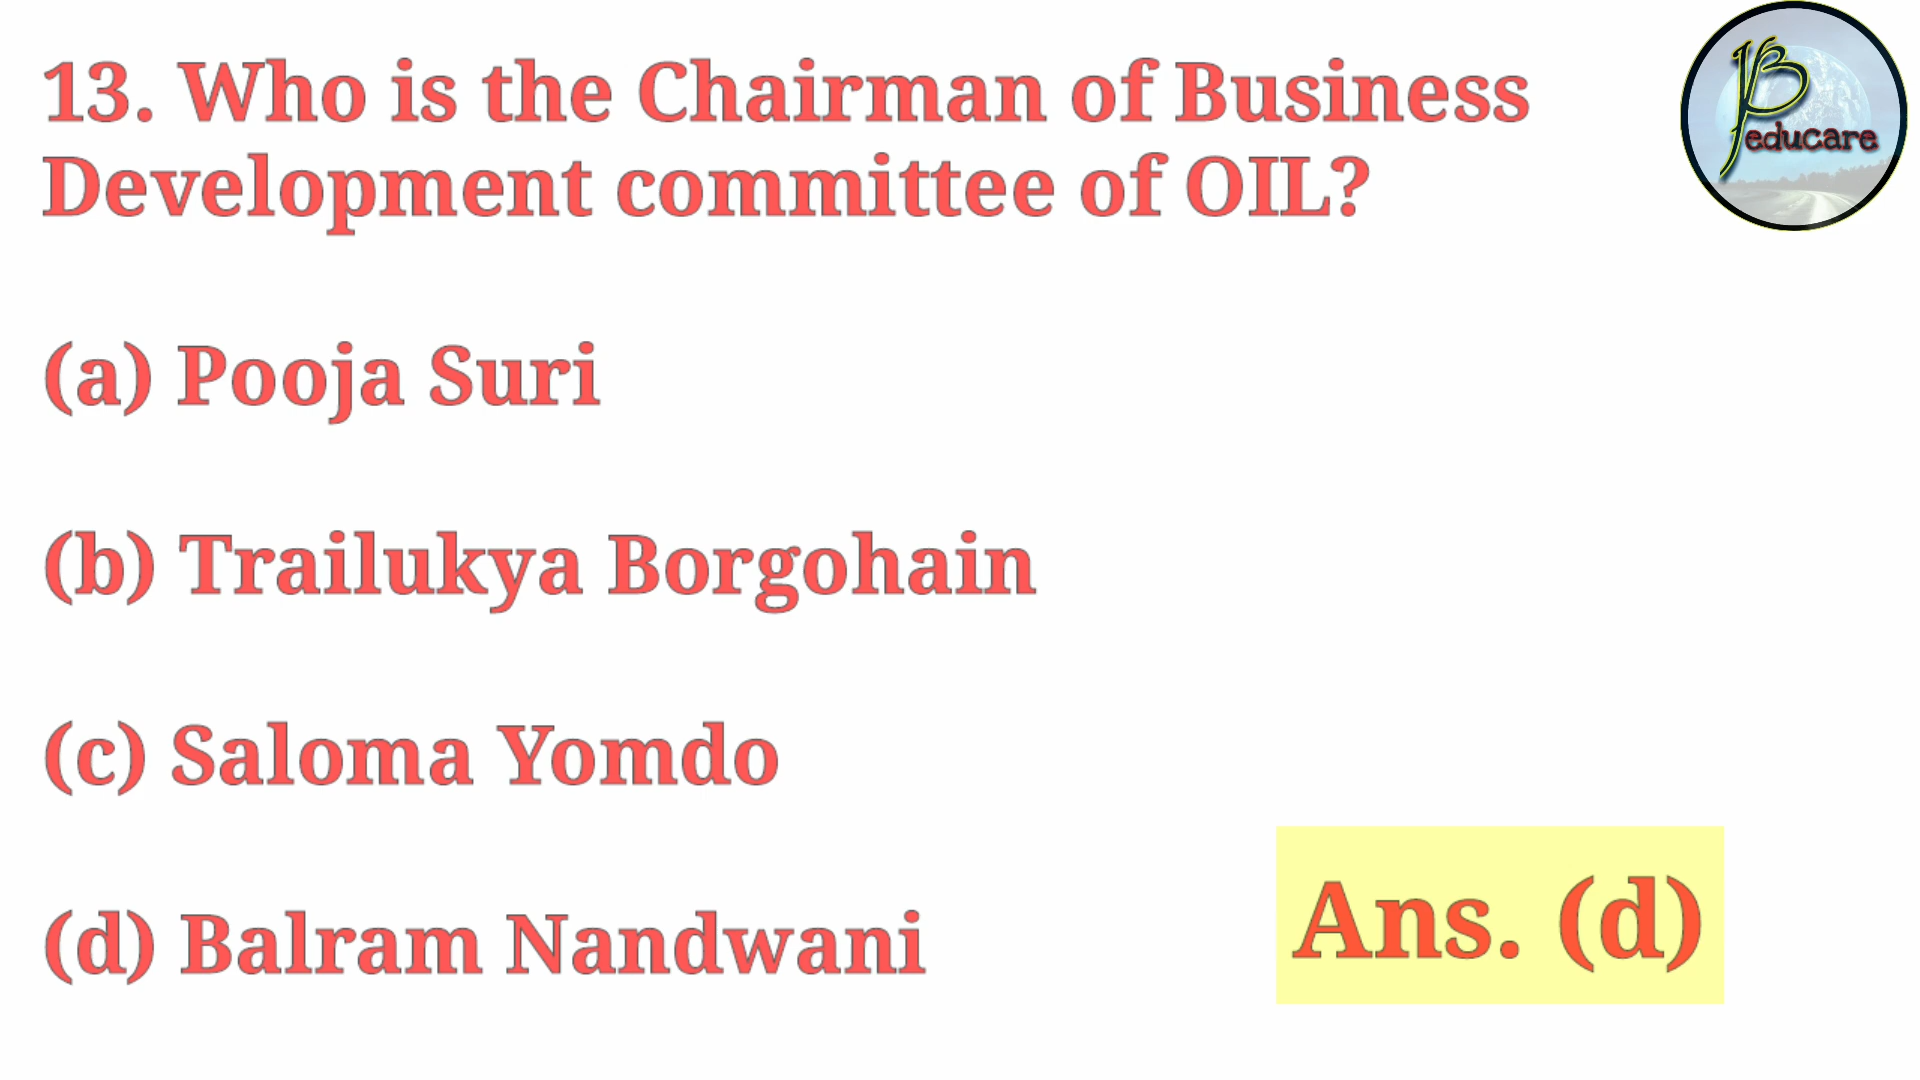 13. Who is the Chairman of Business
Development committee of OIL?
(a) Pooja Suri
(b) Trailukya Borgohain
(c) Saloma Yomdo
(d) Balram Nandwani
Ans. (d)
educare